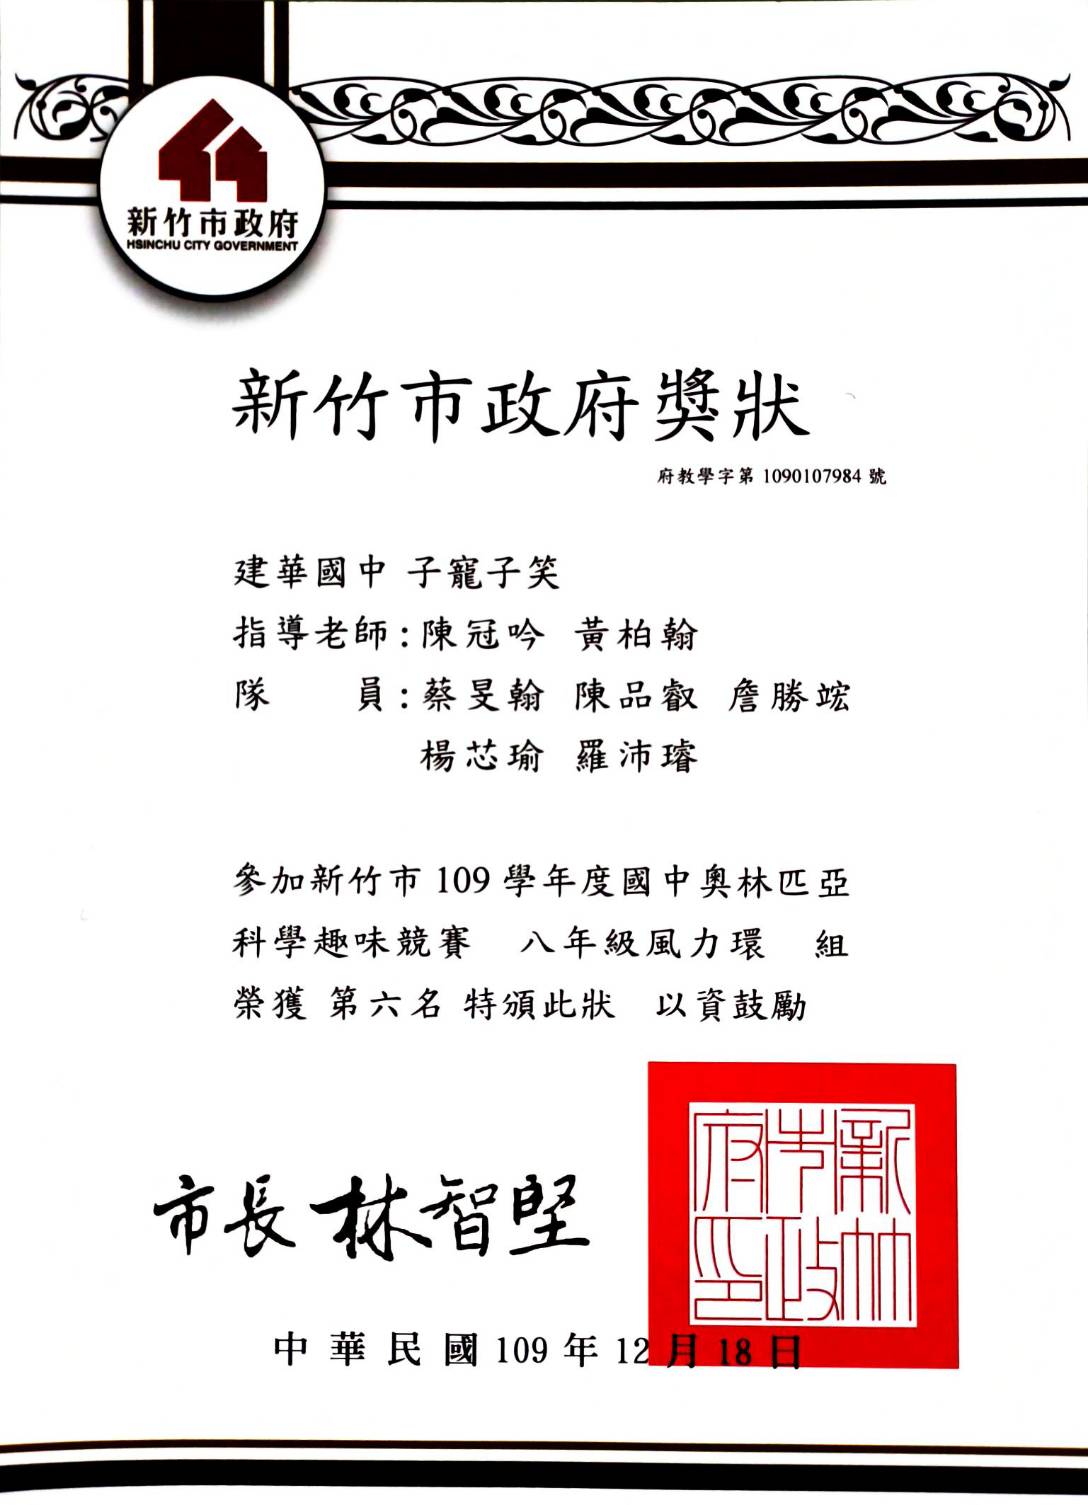 新竹市政府
HSINCHU CITY GOVERNMENT
新竹市政府獎狀
府教學字第 1090107984 號
建華國中 子寵子笑
指導老師：陳冠吟 黃柏翰
隊 員：蔡旻翰 陳品叡 詹勝竑
楊芯瑜 羅沛璿
參加新竹市 109 學年度國中奧林匹亞
科學趣味競賽 八年級風力環 組
榮獲 第六名 特頒此狀 以資鼓勵
市長 林智堅
新竹市政府印
中華民國 109 年 12 月 18 日